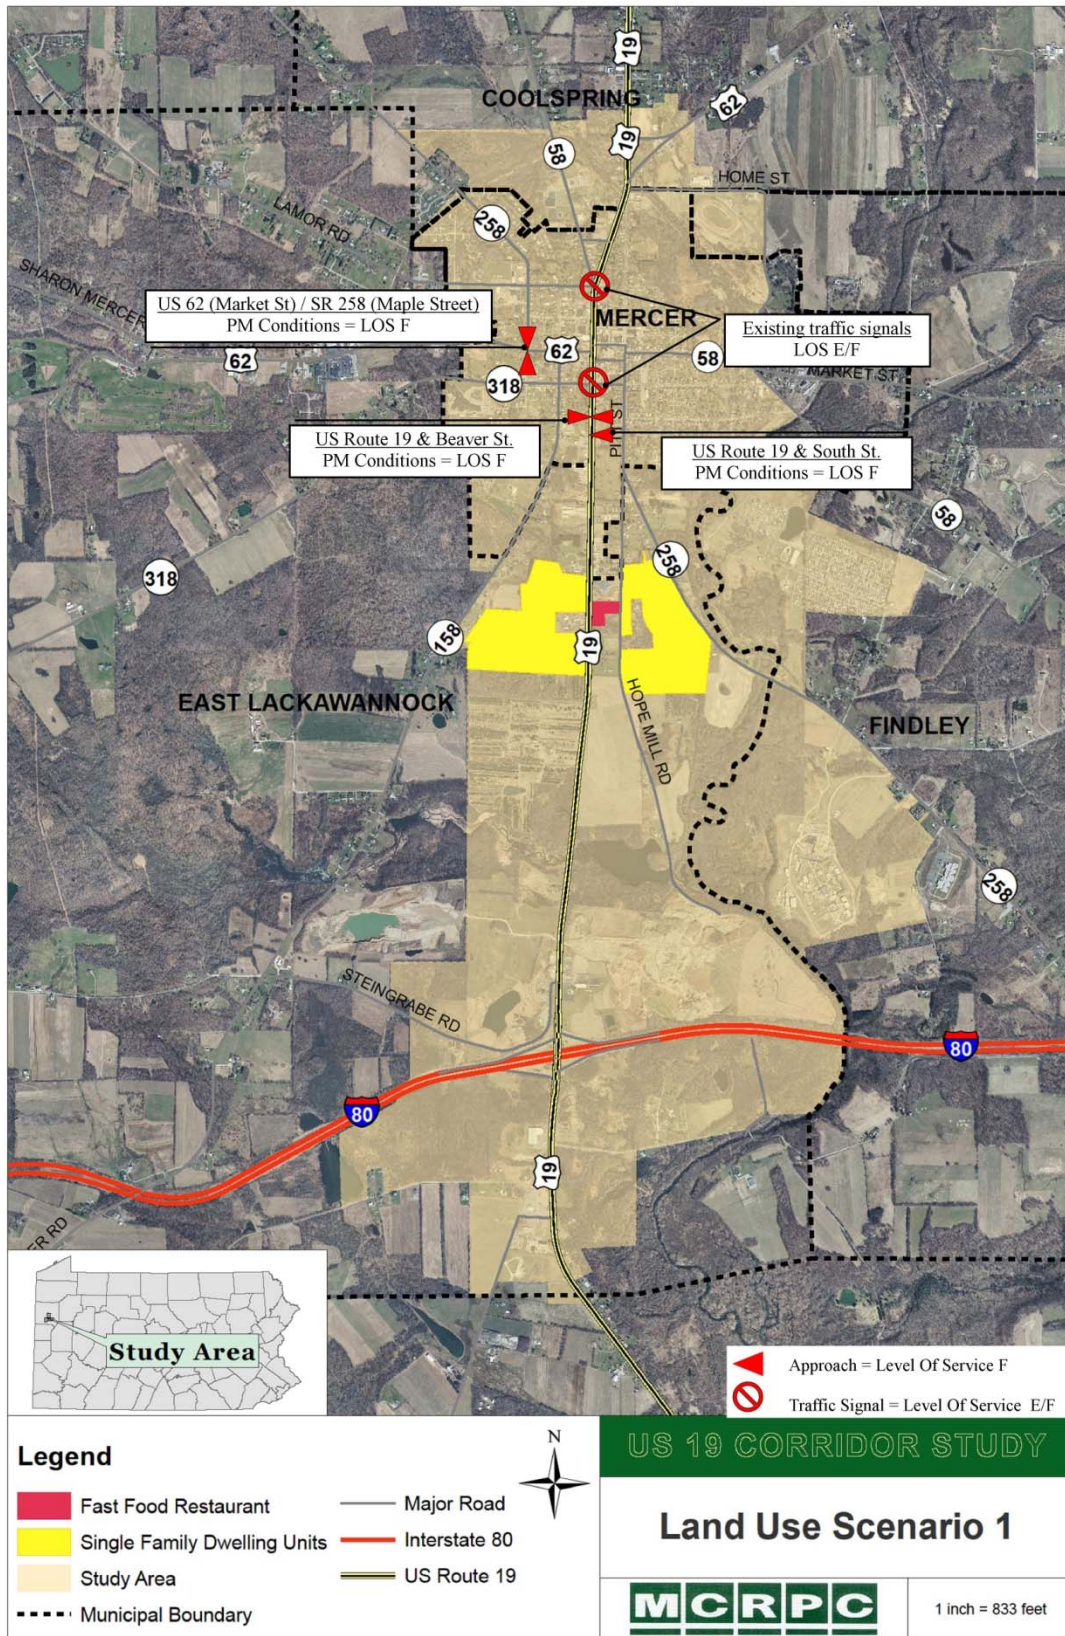 19
COOLSPRING
62
19
58
HOME ST
LAMOR RD
258
SHARON MERCER
US 62 (Market St) / SR 258 (Maple Street)
PM Conditions = LOS F
MERCER
Existing traffic signals
LOS E/F
62
62
58
MARKET ST
318
PITT ST
US Route 19 & Beaver St.
PM Conditions = LOS F
US Route 19 & South St.
PM Conditions = LOS F
58
258
318
158
19
EAST LACKAWANNOCK
HOPE MILL RD
FINDLEY
258
STEINGRABE RD
80
80
19
ER RD
Study Area
Approach = Level Of Service F
Traffic Signal = Level Of Service E/F
Legend
Fast Food Restaurant
Single Family Dwelling Units
Study Area
Municipal Boundary
Major Road
Interstate 80
US Route 19
N
US 19 CORRIDOR STUDY
Land Use Scenario 1
MCRPC
1 inch = 833 feet